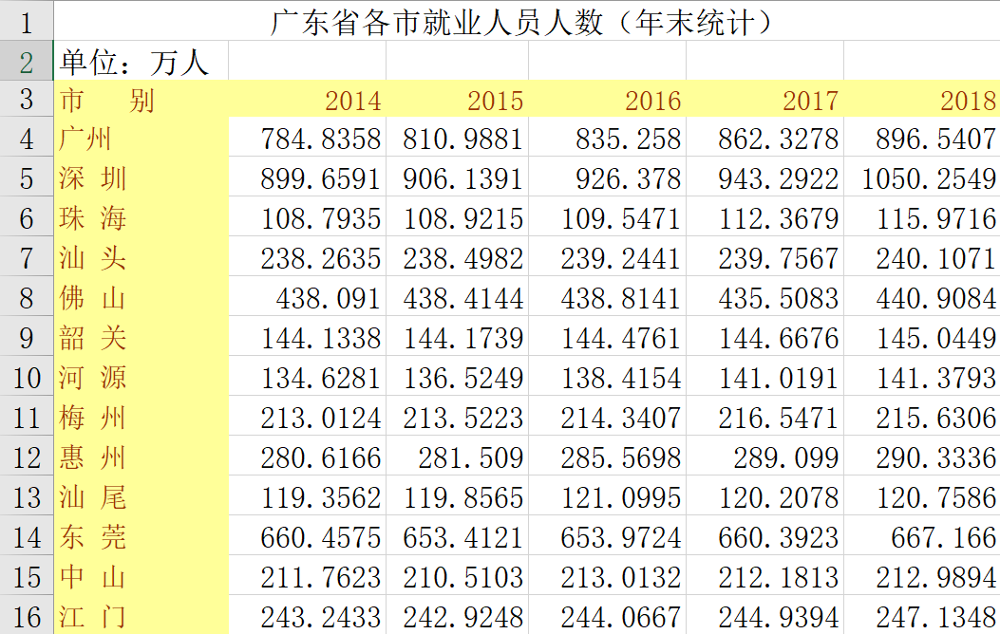 1 广东省各市就业人员人数（年末统计）
2 单位：万人
3 市 别 2014 2015 2016 2017 2018
4 广州 784.8358 810.9881 835.258 862.3278 896.5407
5 深 圳 899.6591 906.1391 926.378 943.2922 1050.2549
6 珠 海 108.7935 108.9215 109.5471 112.3679 115.9716
7 汕 头 238.2635 238.4982 239.2441 239.7567 240.1071
8 佛 山 438.091 438.4144 438.8141 435.5083 440.9084
9 韶 关 144.1338 144.1739 144.4761 144.6676 145.0449
10 河 源 134.6281 136.5249 138.4154 141.0191 141.3793
11 梅 州 213.0124 213.5223 214.3407 216.5471 215.6306
12 惠 州 280.6166 281.509 285.5698 289.099 290.3336
13 汕 尾 119.3562 119.8565 121.0995 120.2078 120.7586
14 东 莞 660.4575 653.4121 653.9724 660.3923 667.166
15 中 山 211.7623 210.5103 213.0132 212.1813 212.9894
16 江 门 243.2433 242.9248 244.0667 244.9394 247.1348